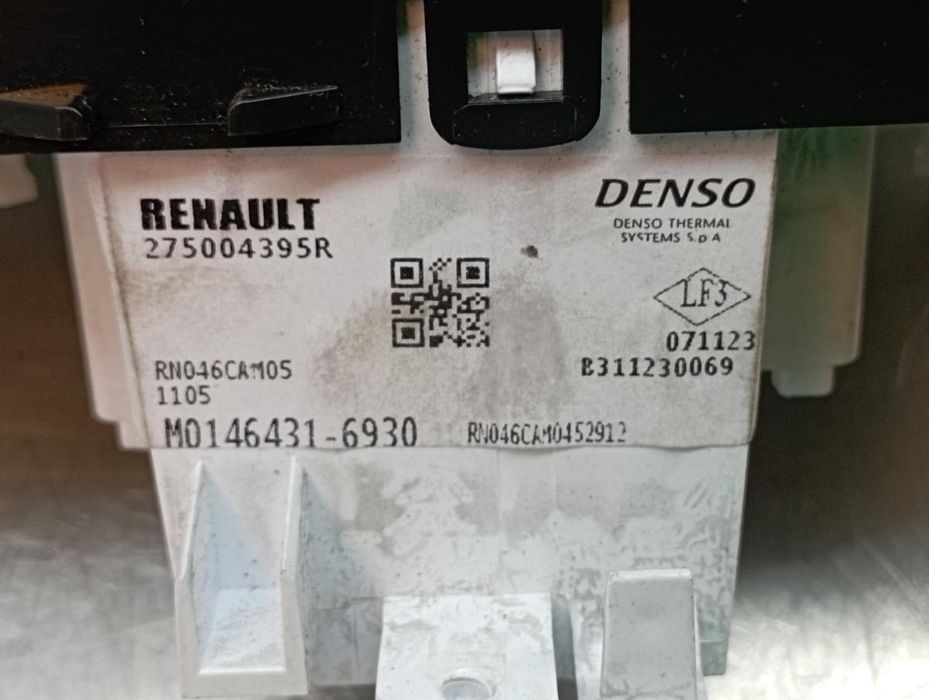 RENAULT
275004395R
DENSO
DENSO THERMAL
SYSTEMS S.p.A
LF3
071123
B311230069
RN046CAM05
1105
M0146431-6930
RN046CAM0452912